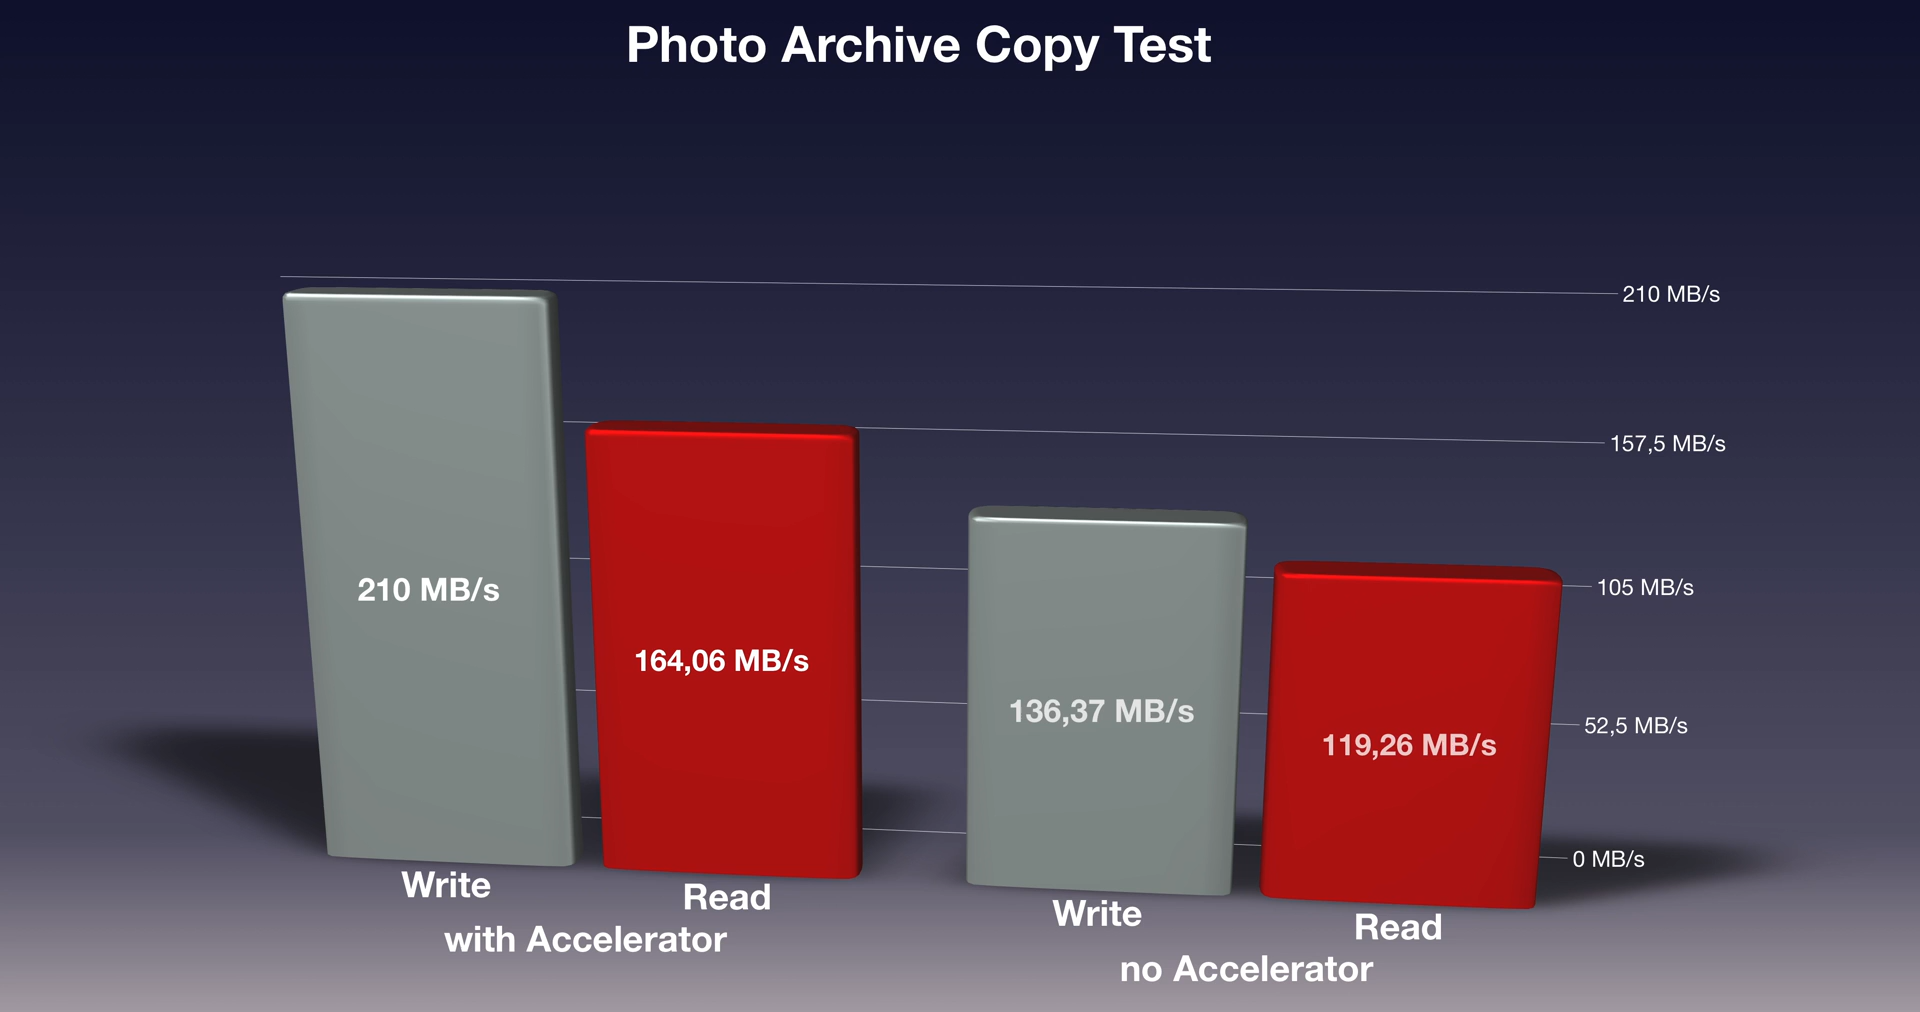 Photo Archive Copy Test
210 MB/s
157,5 MB/s
105 MB/s
52,5 MB/s
0 MB/s
210 MB/s
164,06 MB/s
136,37 MB/s
119,26 MB/s
Write
Read
with Accelerator
Write
Read
no Accelerator